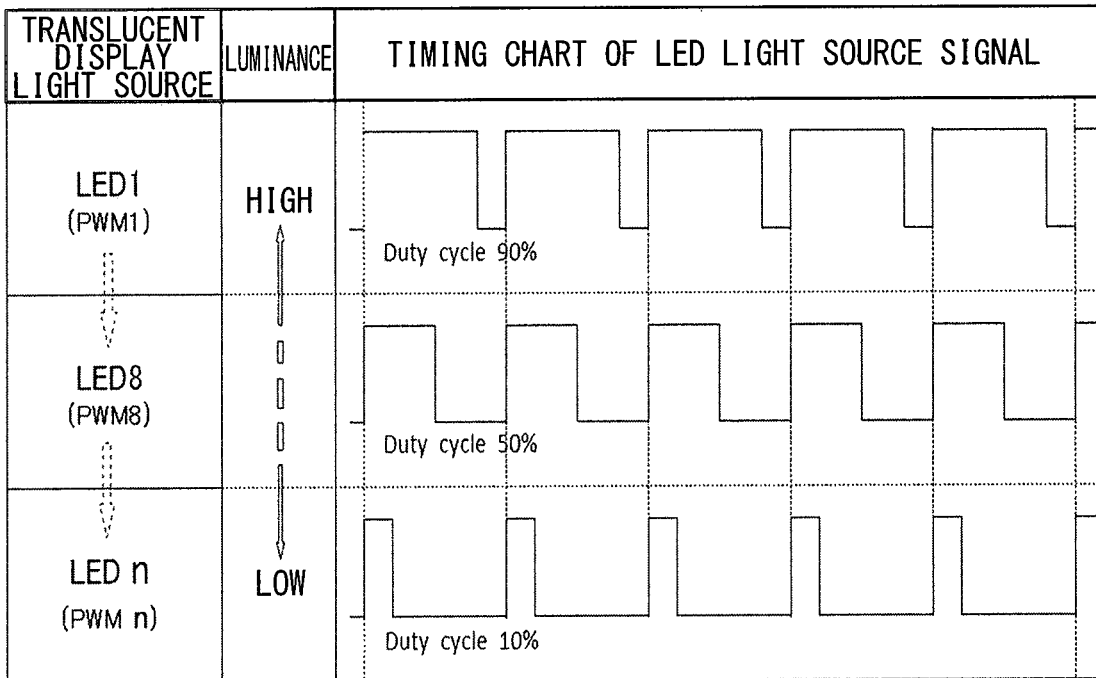 TRANSLUCENT
DISPLAY
LIGHT SOURCE
LUMINANCE
TIMING CHART OF LED LIGHT SOURCE SIGNAL
LED1
(PWM1)
HIGH
Duty cycle 90%
LED8
(PWM8)
Duty cycle 50%
LED n
(PWM n)
LOW
Duty cycle 10%